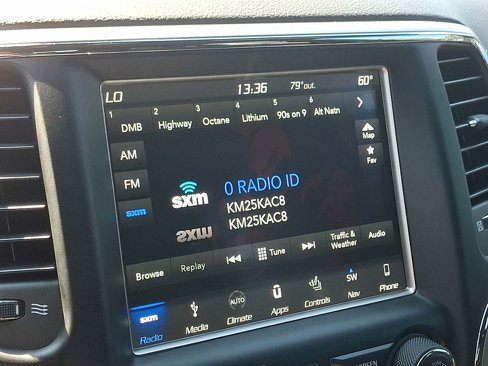 LO 13:36 79°out. 60°
1 DMB 2 Highway 3 Octane 4 Lithium 5 90s on 9 6 Alt Natn
AM
Map
FM
Fav
sxm
sxm
0 RADIO ID
KM25KAC8
KM25KAC8
Browse Replay Tune Traffic & Weather Audio
sxm AUTO SW
Radio Media Climate Apps Controls Nav Phone
SCREEN